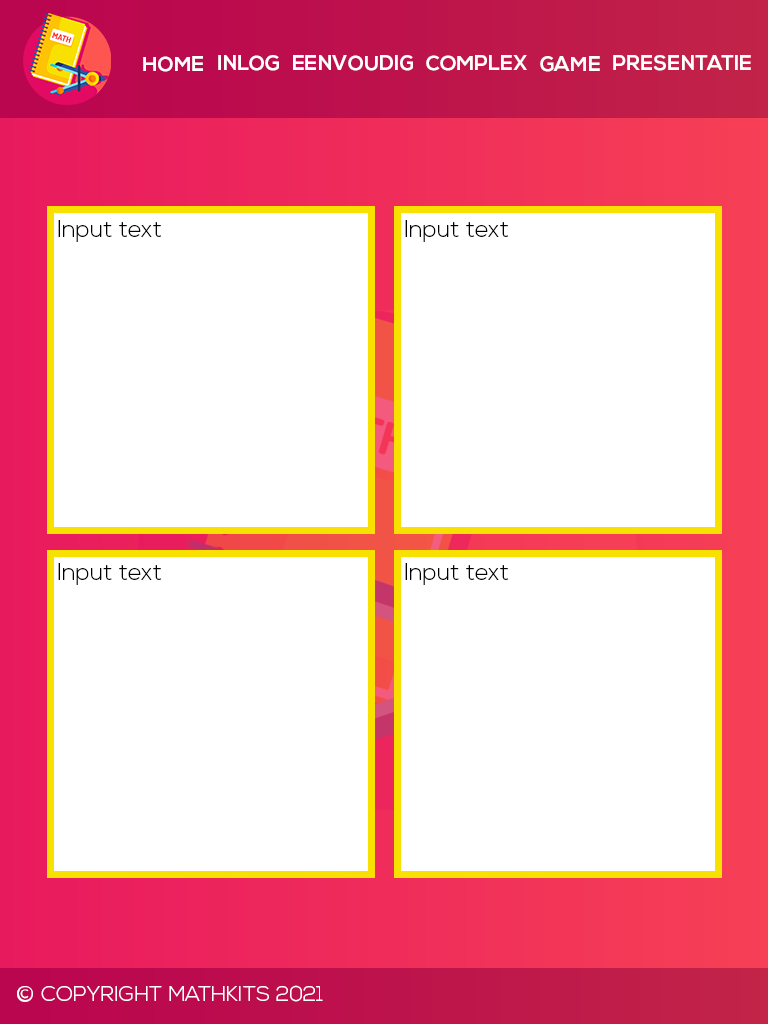 MATH
HOME INLOG EENVOUDIG COMPLEX GAME PRESENTATIE
Input text Input text
Input text Input text
© COPYRIGHT MATHKITS 2021